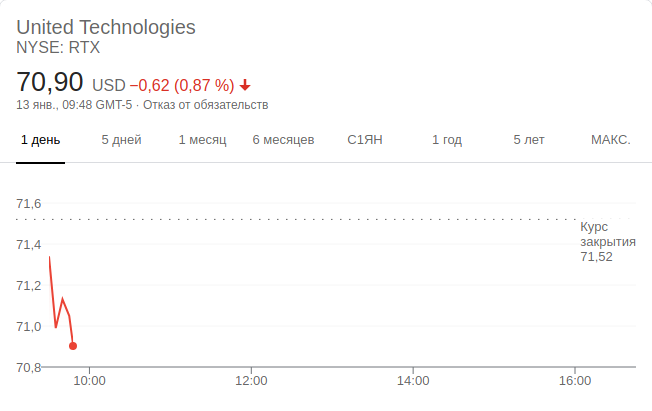 United Technologies
NYSE: RTX
70,90 USD −0,62 (0,87 %)
13 янв., 09:48 GMT-5 · Отказ от обязательств
1 день 5 дней 1 месяц 6 месяцев С1ЯН 1 год 5 лет МАКС.
71,6
Курс
закрытия
71,52
71,4
71,2
71,0
70,8
10:00 12:00 14:00 16:00